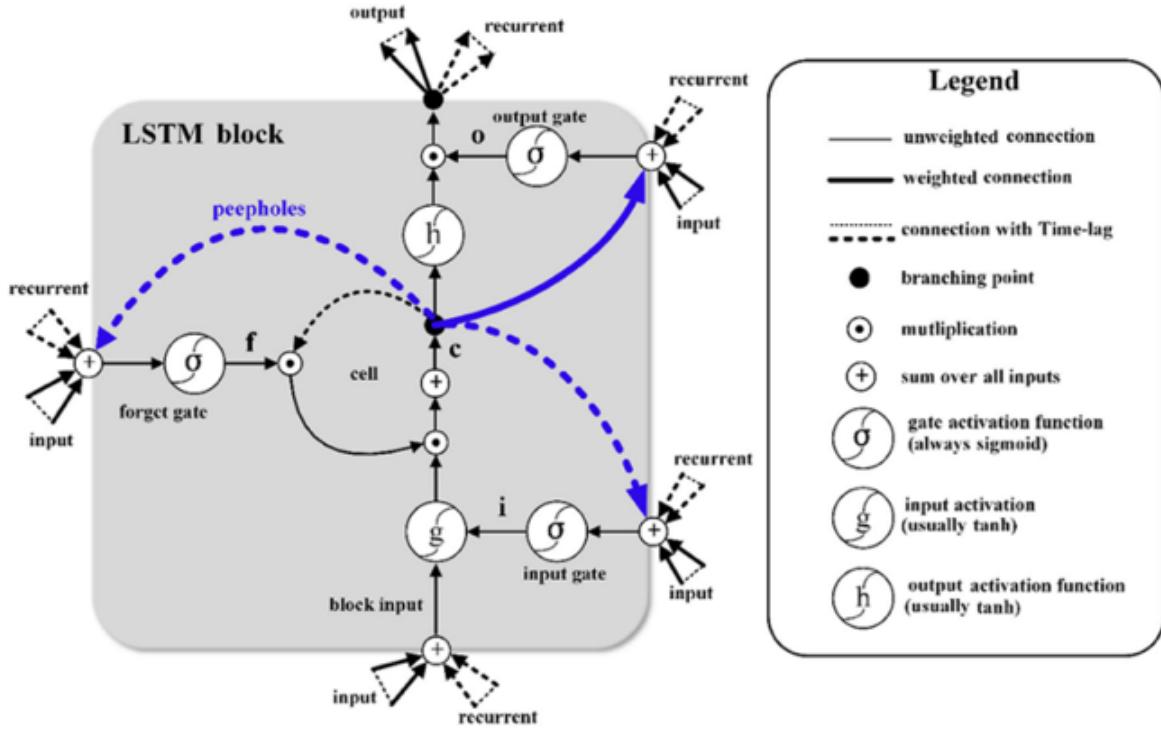 output
recurrent
LSTM block
output gate
o
σ
recurrent
input
peepholes
h
recurrent
f
σ
forget gate
input
c
cell
recurrent
i
g
σ
input gate
input
block input
input
recurrent
Legend
unweighted connection
weighted connection
connection with Time-lag
branching point
mutliplication
sum over all inputs
σ
gate activation function
(always sigmoid)
g
input activation
(usually tanh)
h
output activation function
(usually tanh)